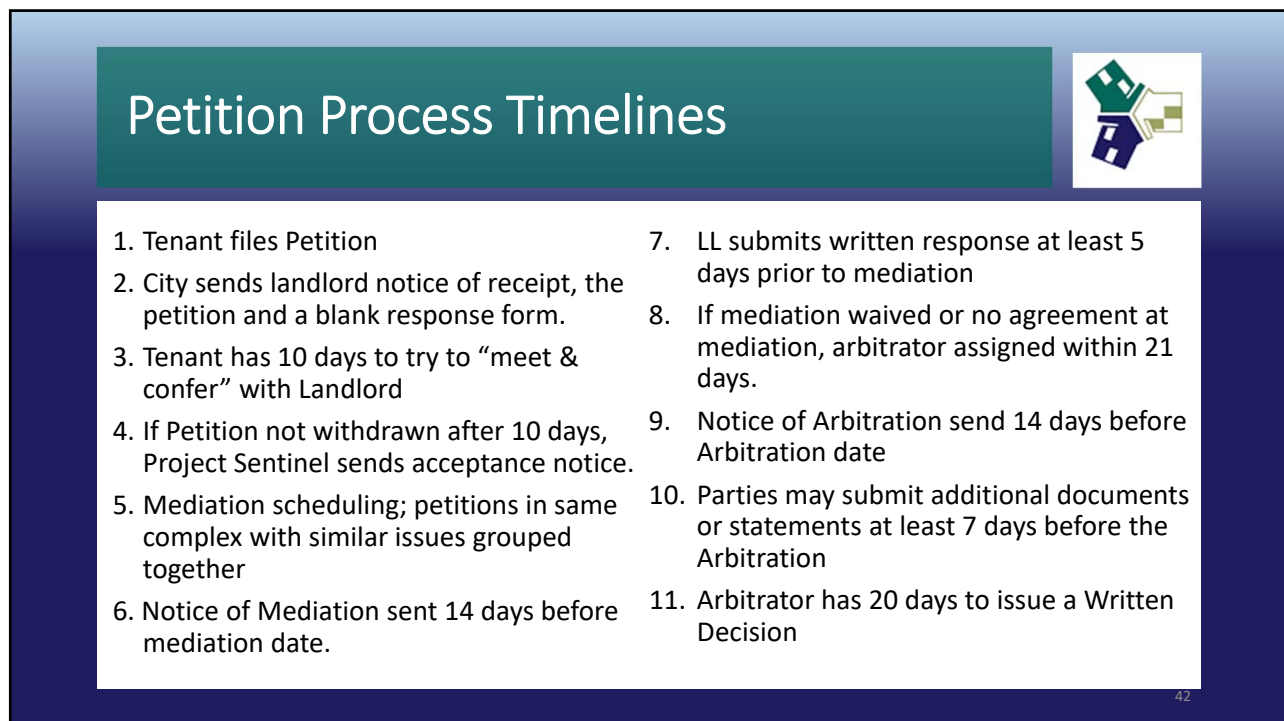 Petition Process Timelines
1. Tenant files Petition
2. City sends landlord notice of receipt, the
petition and a blank response form.
3. Tenant has 10 days to try to “meet &
confer” with Landlord
4. If Petition not withdrawn after 10 days,
Project Sentinel sends acceptance notice.
5. Mediation scheduling; petitions in same
complex with similar issues grouped
together
6. Notice of Mediation sent 14 days before
mediation date.
7. LL submits written response at least 5
days prior to mediation
8. If mediation waived or no agreement at
mediation, arbitrator assigned within 21
days.
9. Notice of Arbitration send 14 days before
Arbitration date
10. Parties may submit additional documents
or statements at least 7 days before the
Arbitration
11. Arbitrator has 20 days to issue a Written
Decision
42